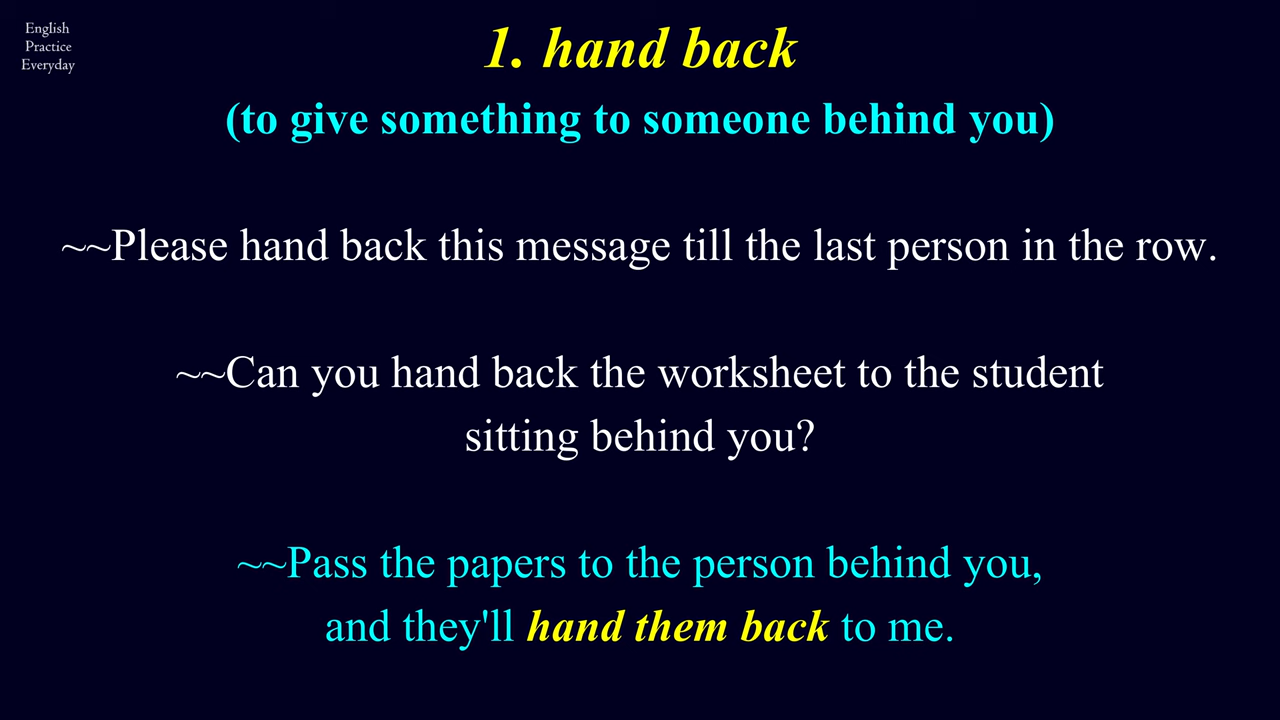 English
Practice
Everyday
1. hand back
(to give something to someone behind you)
~~Please hand back this message till the last person in the row.
~~Can you hand back the worksheet to the student
sitting behind you?
~~Pass the papers to the person behind you,
and they'll hand them back to me.